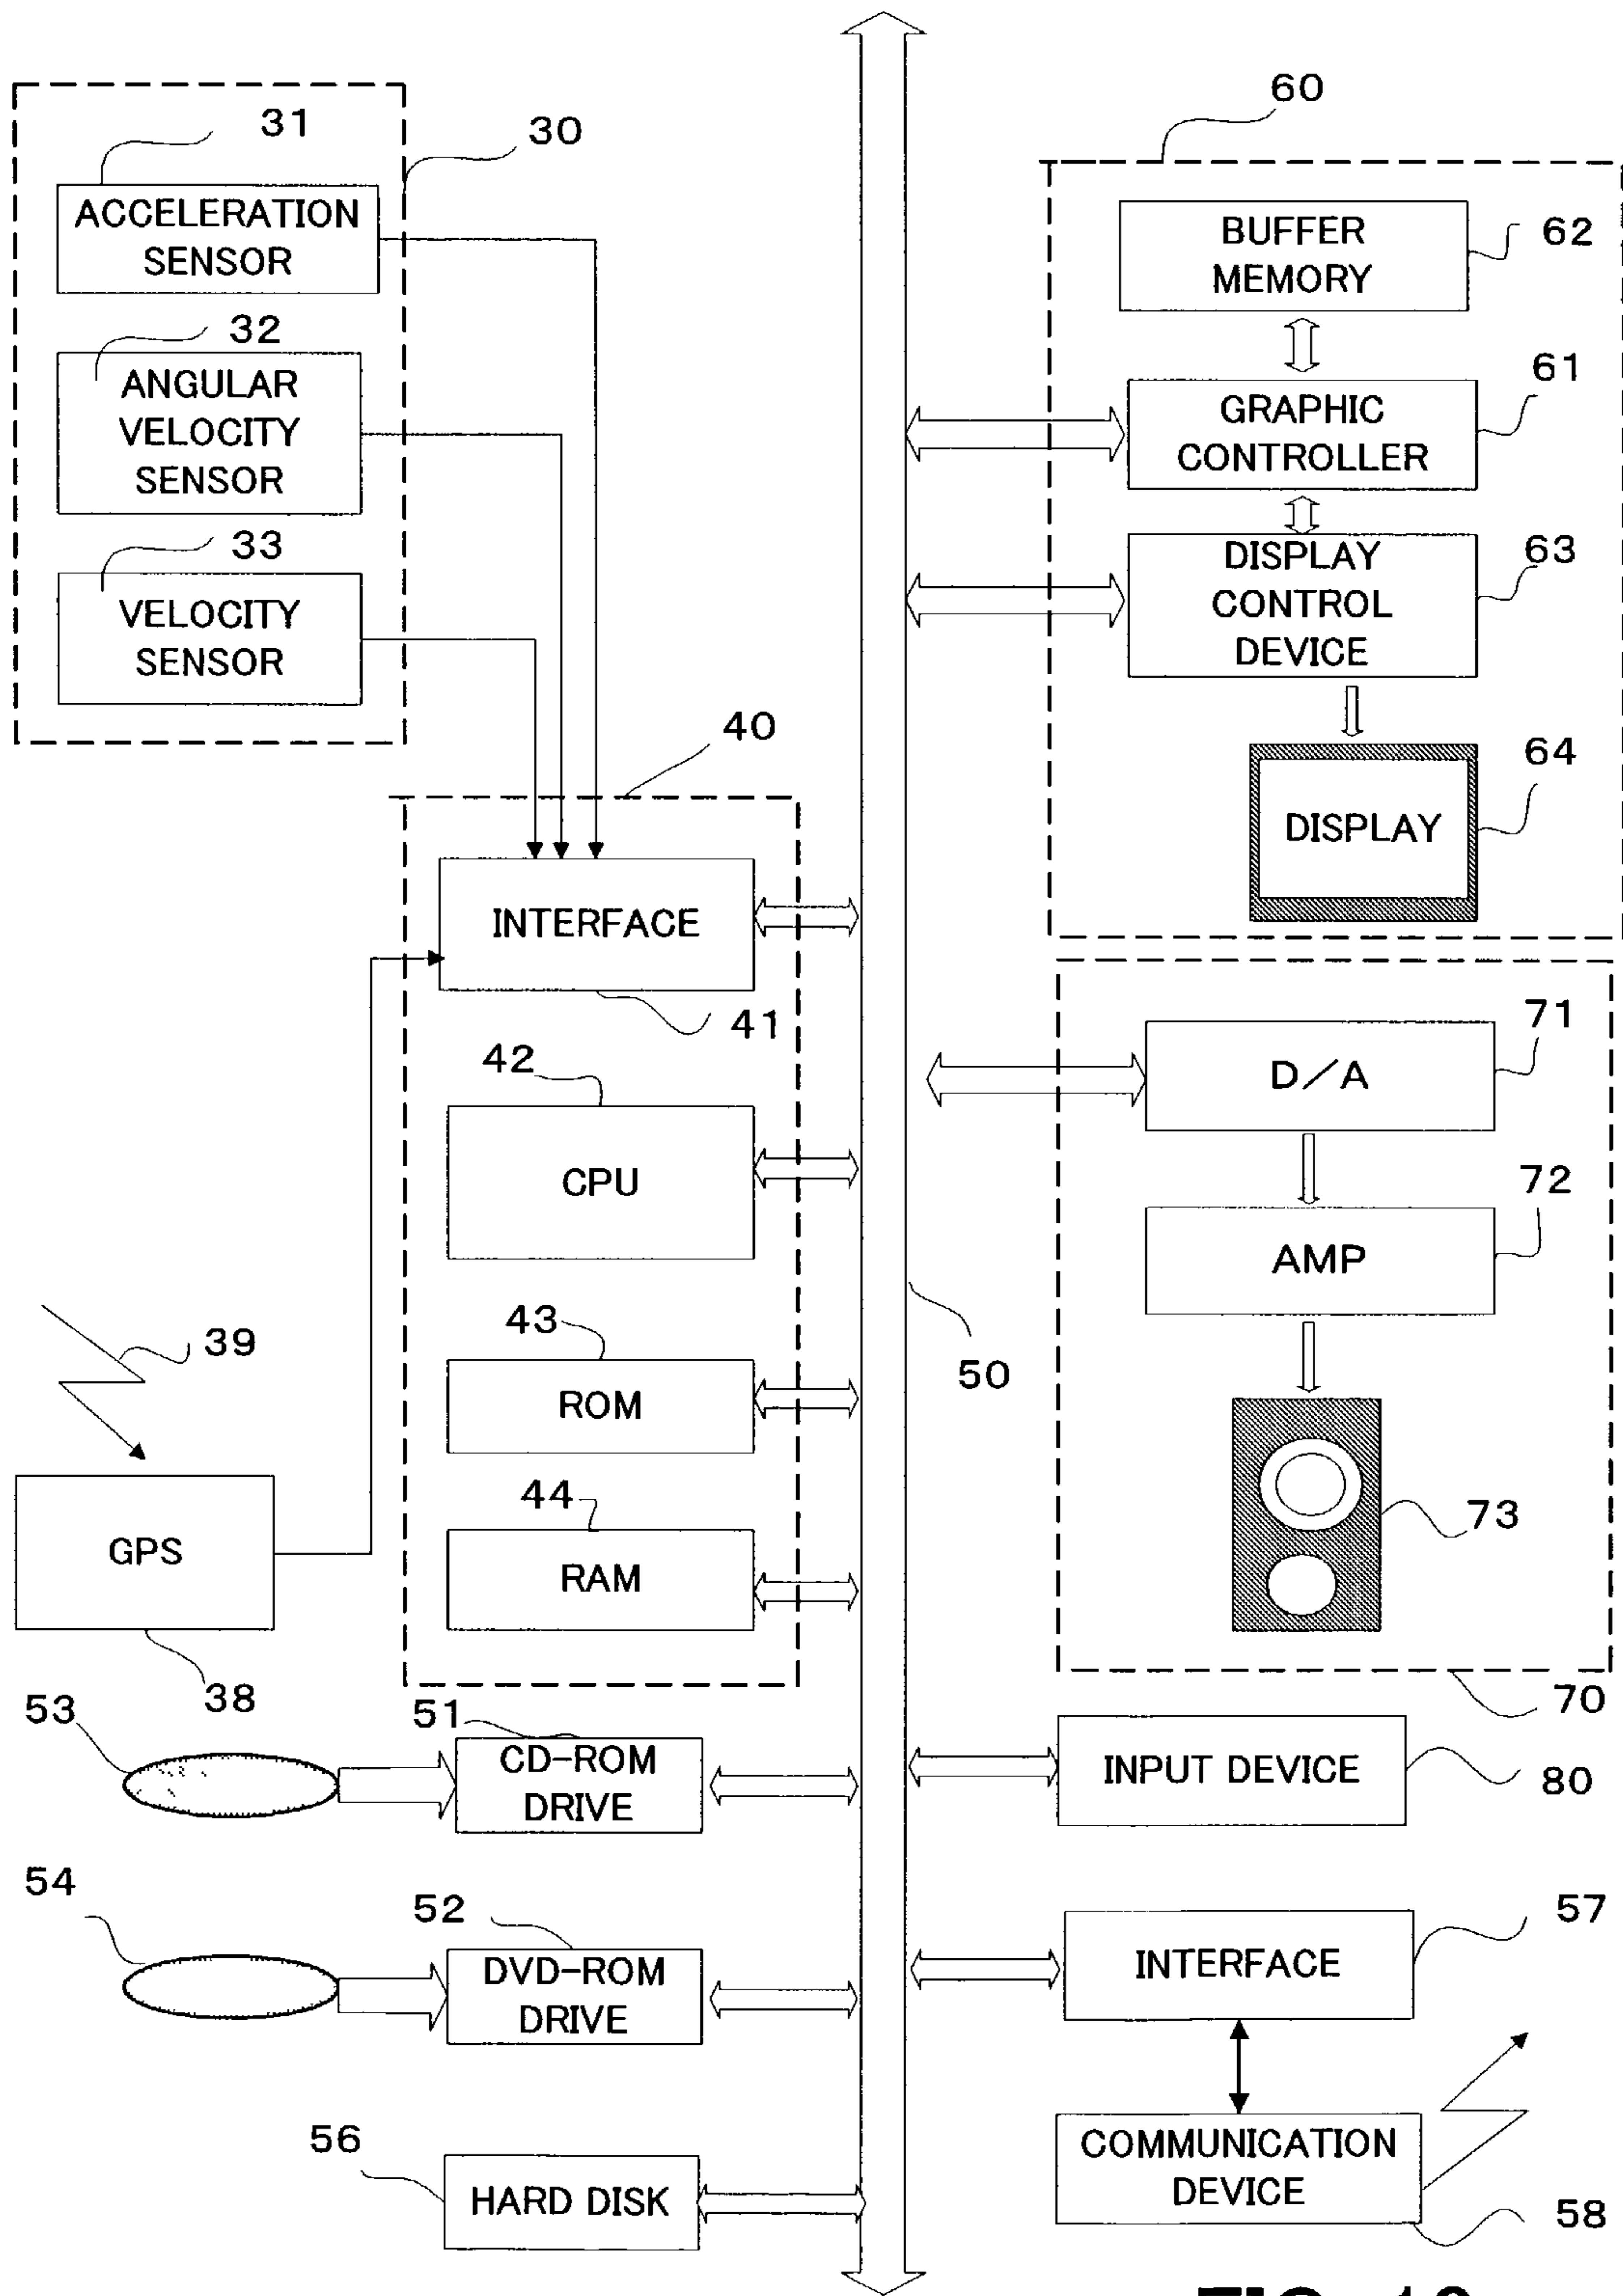 31
30
ACCELERATION
SENSOR
32
ANGULAR
VELOCITY
SENSOR
33
VELOCITY
SENSOR
40
INTERFACE
41
42
CPU
43
ROM
44
RAM
39
GPS
38
53
51
CD-ROM
DRIVE
54
52
DVD-ROM
DRIVE
56
HARD DISK
50
60
BUFFER
MEMORY
62
61
GRAPHIC
CONTROLLER
DISPLAY
CONTROL
DEVICE
63
64
DISPLAY
71
D/A
72
AMP
73
70
INPUT DEVICE
80
57
INTERFACE
COMMUNICATION
DEVICE
58